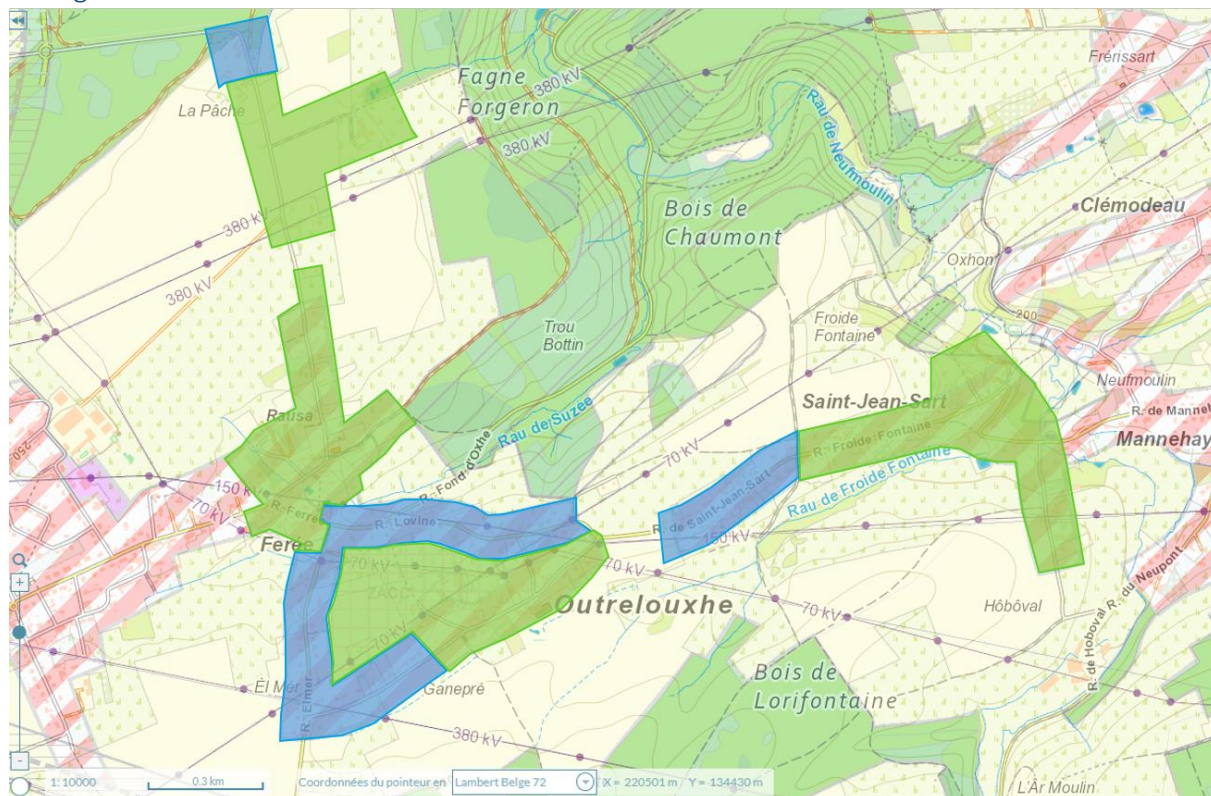 Frérissart
Fagne
Forgeron
La Pâche
380 kV
380 kV
Rau de Neufmoulin
Bois de
Chaumont
Clémodeau
380 kV
380 kV
Oxhon
200
Froide
Fontaine
Trou
Bottin
Neufmoulin
Saint-Jean-Sart
R. de Manneh
Mannehay
Rausa
Rau de Suzée
R. Froide Fontaine
250
70 kV
R. Fond d'Oxhe
Rau de Froide Fontaine
150 kV
70 kV
R. Ferrée
R. Lovine
R. de Saint-Jean-Sart
150 kV
Ferée
70 kV
ZACC
Outrelouxhe
70 kV
Hôbôval
R. du Neupont
R. de Hoboval
70 kV
Bois de
Lorifontaine
Èl Mér
Ganepré
R. Elmer
380 kV
L'Âr Moulin
1: 10000
0.3 km
Coordonnées du pointeur en
Lambert Belge 72
X = 220501 m Y = 134430 m